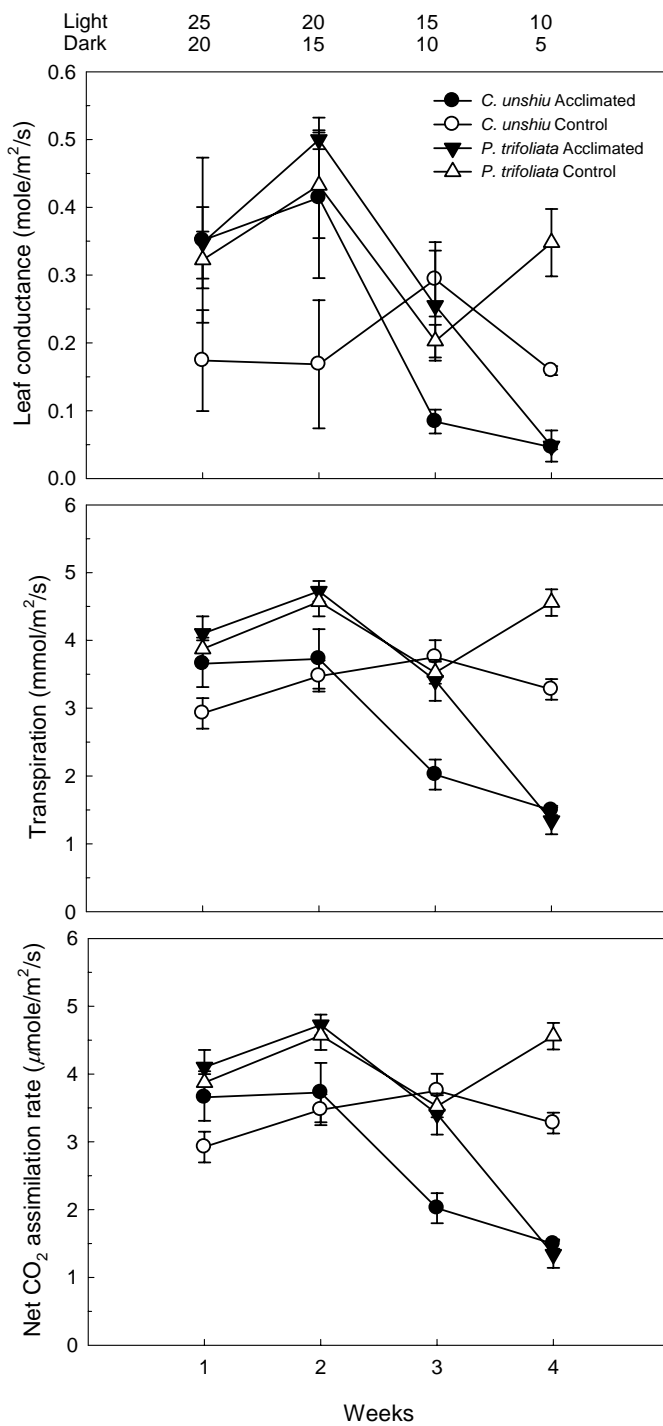 Light 25 20 15 10
Dark 20 15 10 5
0.6
C. unshiu Acclimated
C. unshiu Control
P. trifoliata Acclimated
P. trifoliata Control
0.5
0.4
0.3
0.2
0.1
0.0
Leaf conductance (mole/m²/s)
6
5
4
3
2
1
0
Transpiration (mmol/m²/s)
6
5
4
3
2
1
0
Net CO₂ assimilation rate (μmole/m²/s)
1 2 3 4
Weeks